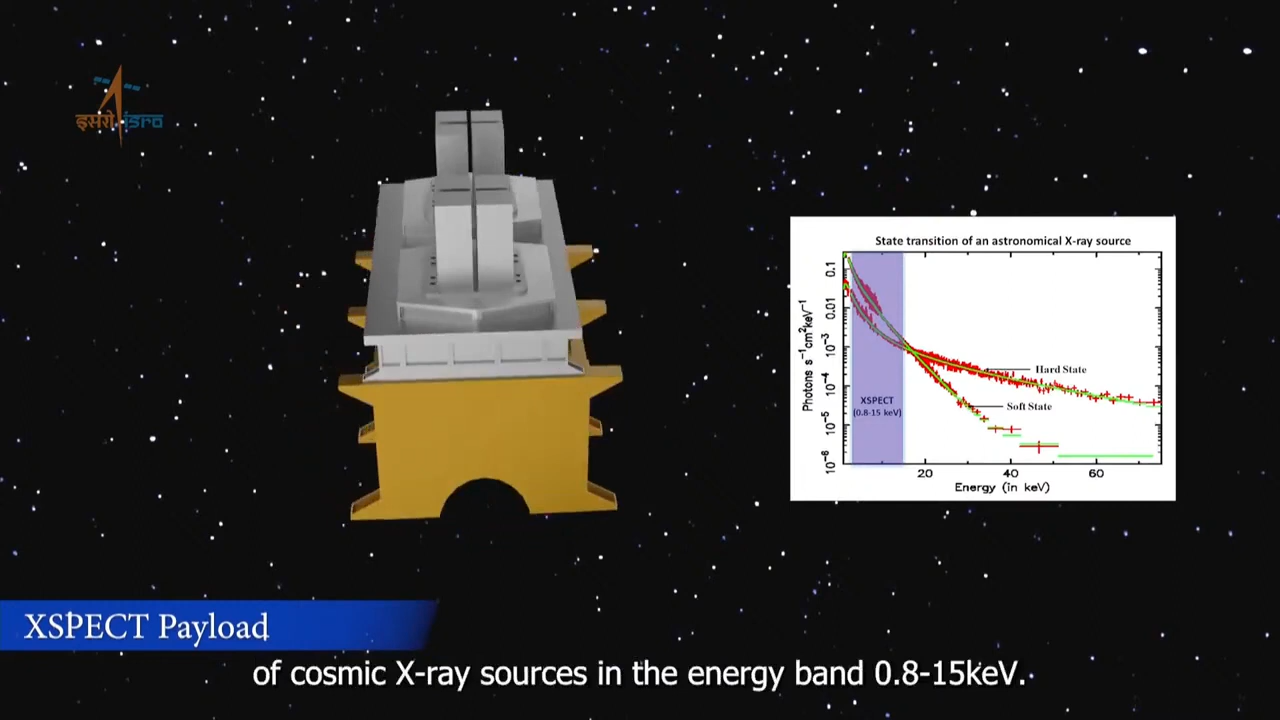 इसरो isro
State transition of an astronomical X-ray source
Photons s⁻¹cm²keV⁻¹
0.1
0.01
10⁻³
10⁻⁴
10⁻⁵
10⁻⁶
Hard State
Soft State
XSPECT
(0.8-15 keV)
20 40 60
Energy (in keV)
XSPECT Payload
of cosmic X-ray sources in the energy band 0.8-15keV.